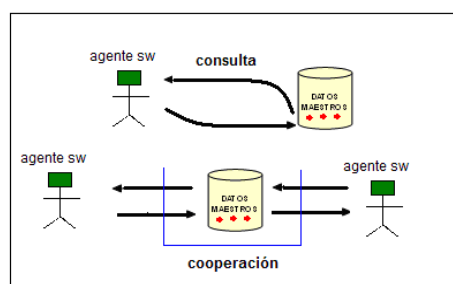 agente sw
consulta
DATOS
MAESTROS
agente sw
DATOS
MAESTROS
agente sw
cooperación